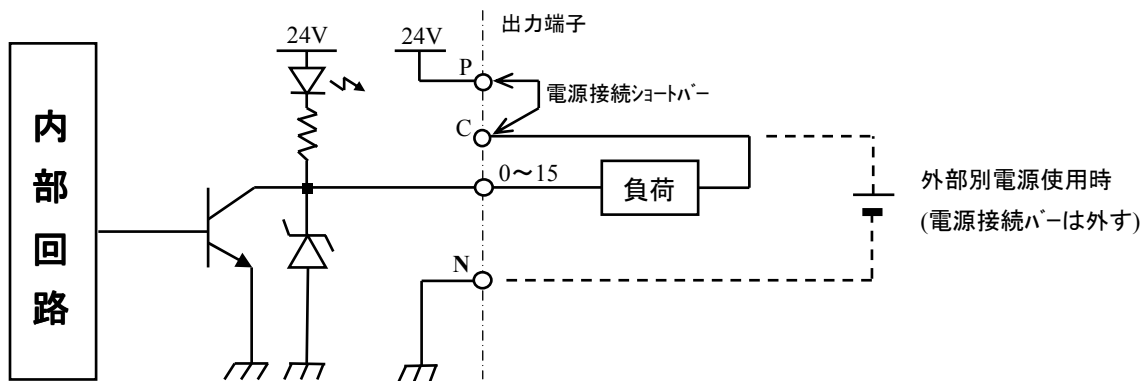 内部回路
24V
24V
出力端子
P
電源接続ショートバー
C
0～15
負荷
外部別電源使用時
(電源接続バーは外す)
N